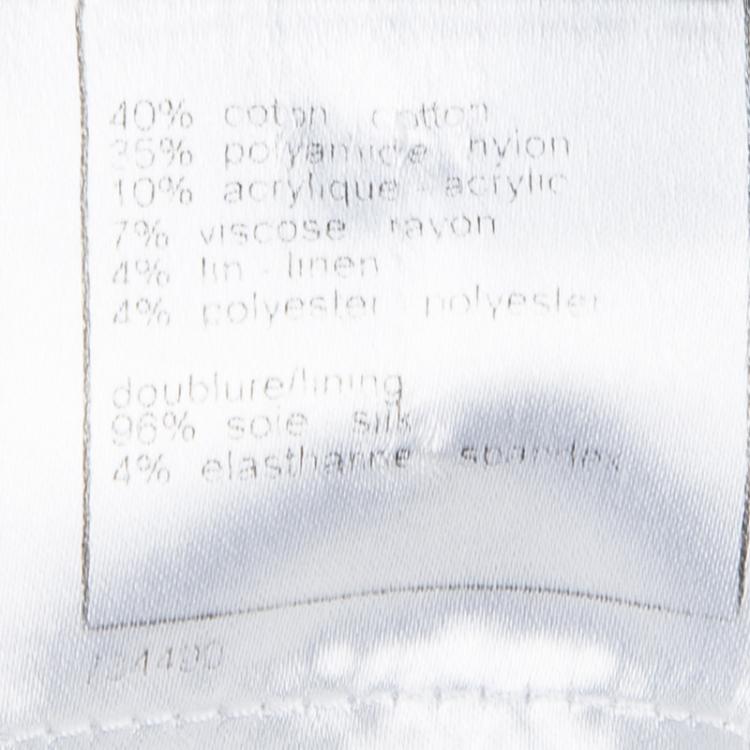 40% coton cotton
35% polyamide nylon
10% acrylique - acrylic
7% viscose rayon
4% lin - linen
4% polyester polyester
doublure/lining
96% soie silk
4% elasthanne spandex